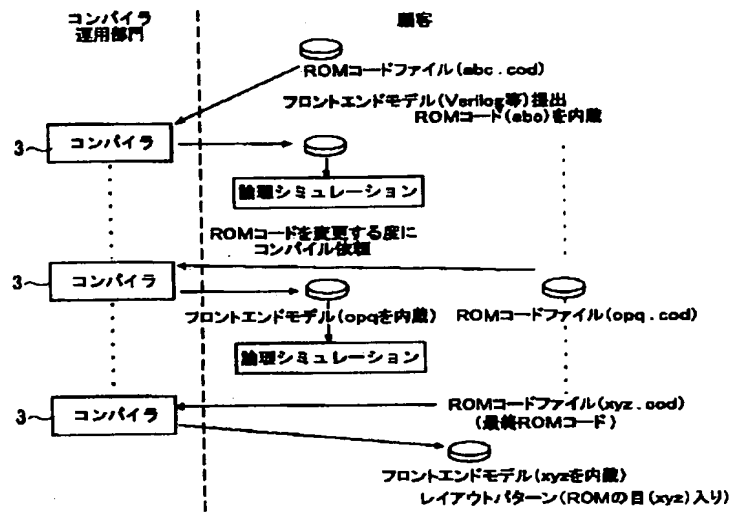 コンパイラ
運用部門
顧客
ROMコードファイル(abc.cod)
フロントエンドモデル(Verilog等)提出
ROMコード(abc)を内蔵
3
コンパイラ
論理シミュレーション
ROMコードを変更する度に
コンパイル依頼
3
コンパイラ
フロントエンドモデル(opqを内蔵)
ROMコードファイル(opq.cod)
論理シミュレーション
3
コンパイラ
ROMコードファイル(xyz.cod)
(最終ROMコード)
フロントエンドモデル(xyzを内蔵)
レイアウトパターン(ROMの目(xyz)入り)